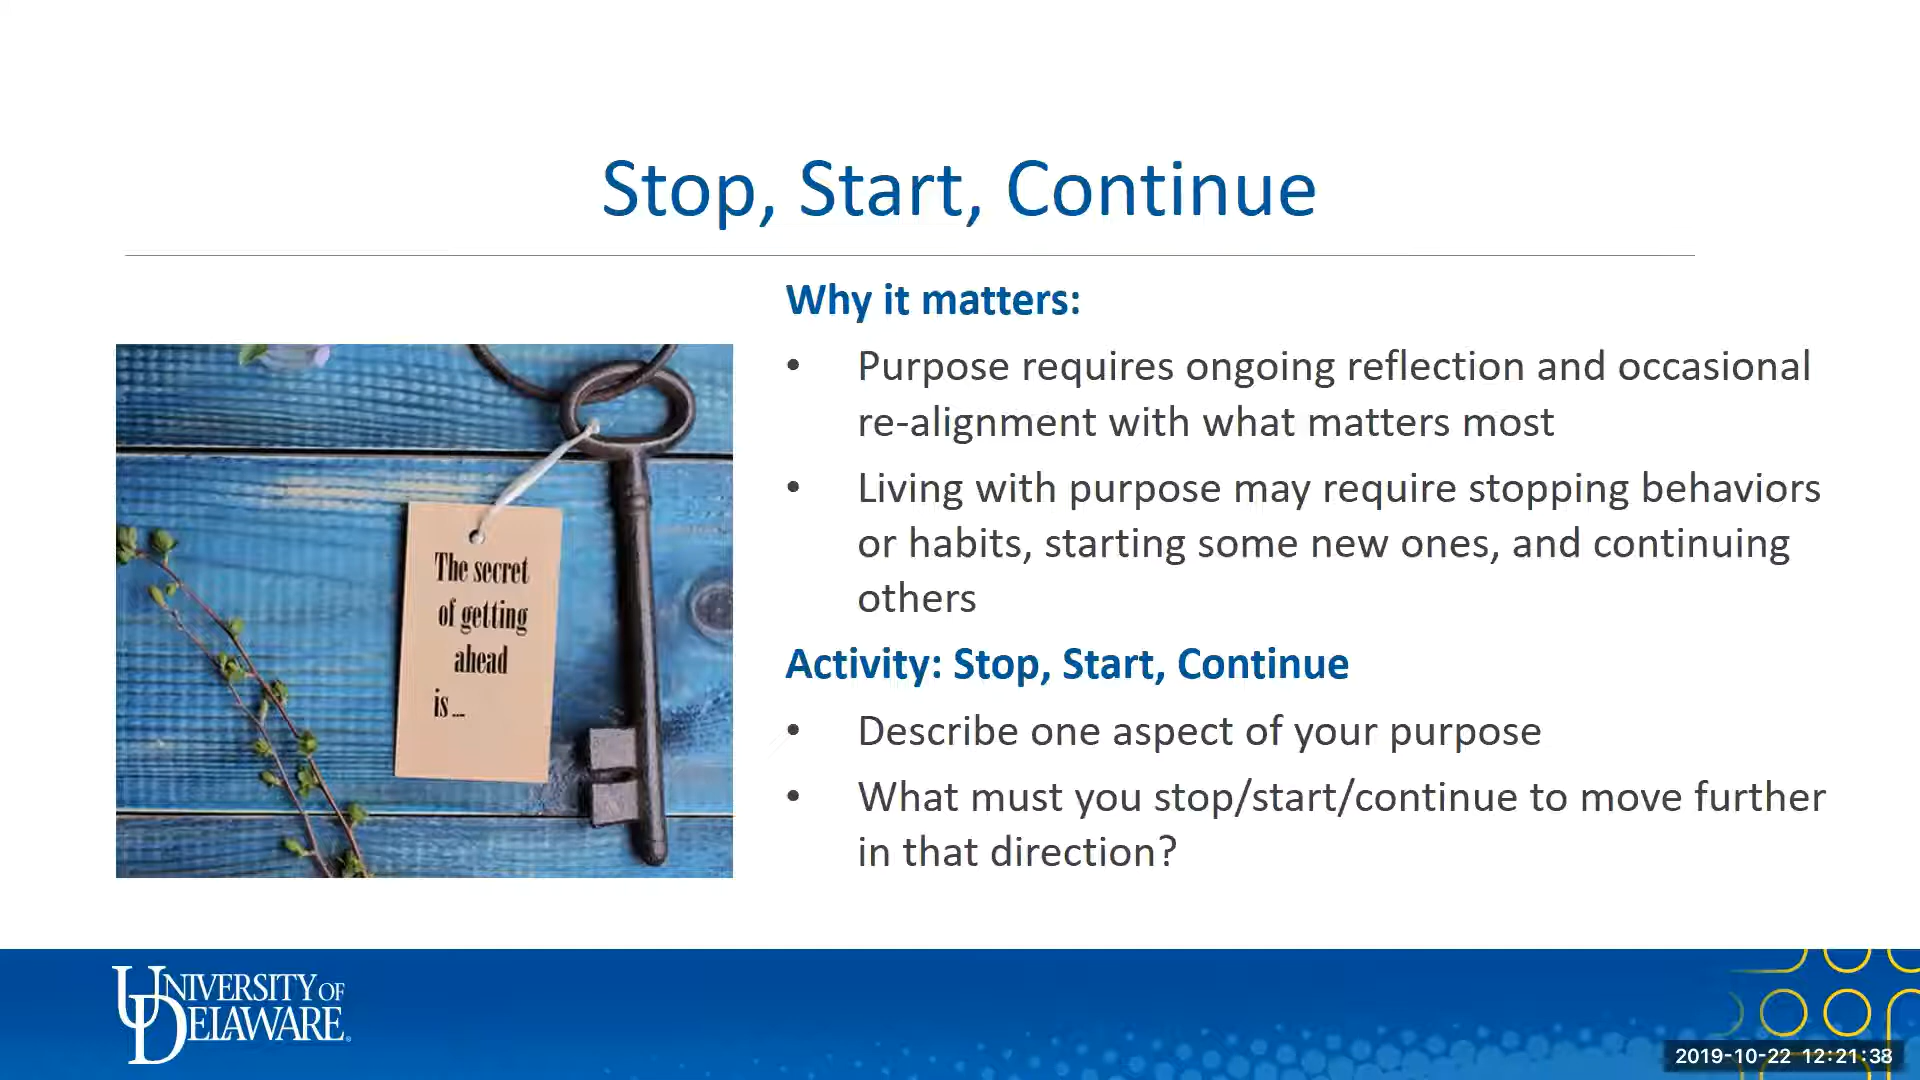 Stop, Start, Continue
The secret
of getting
ahead
is ...
Why it matters:
• Purpose requires ongoing reflection and occasional
re-alignment with what matters most
• Living with purpose may require stopping behaviors
or habits, starting some new ones, and continuing
others
Activity: Stop, Start, Continue
• Describe one aspect of your purpose
• What must you stop/start/continue to move further
in that direction?
UNIVERSITY OF
DELAWARE.
2019-10-22 12:21:38